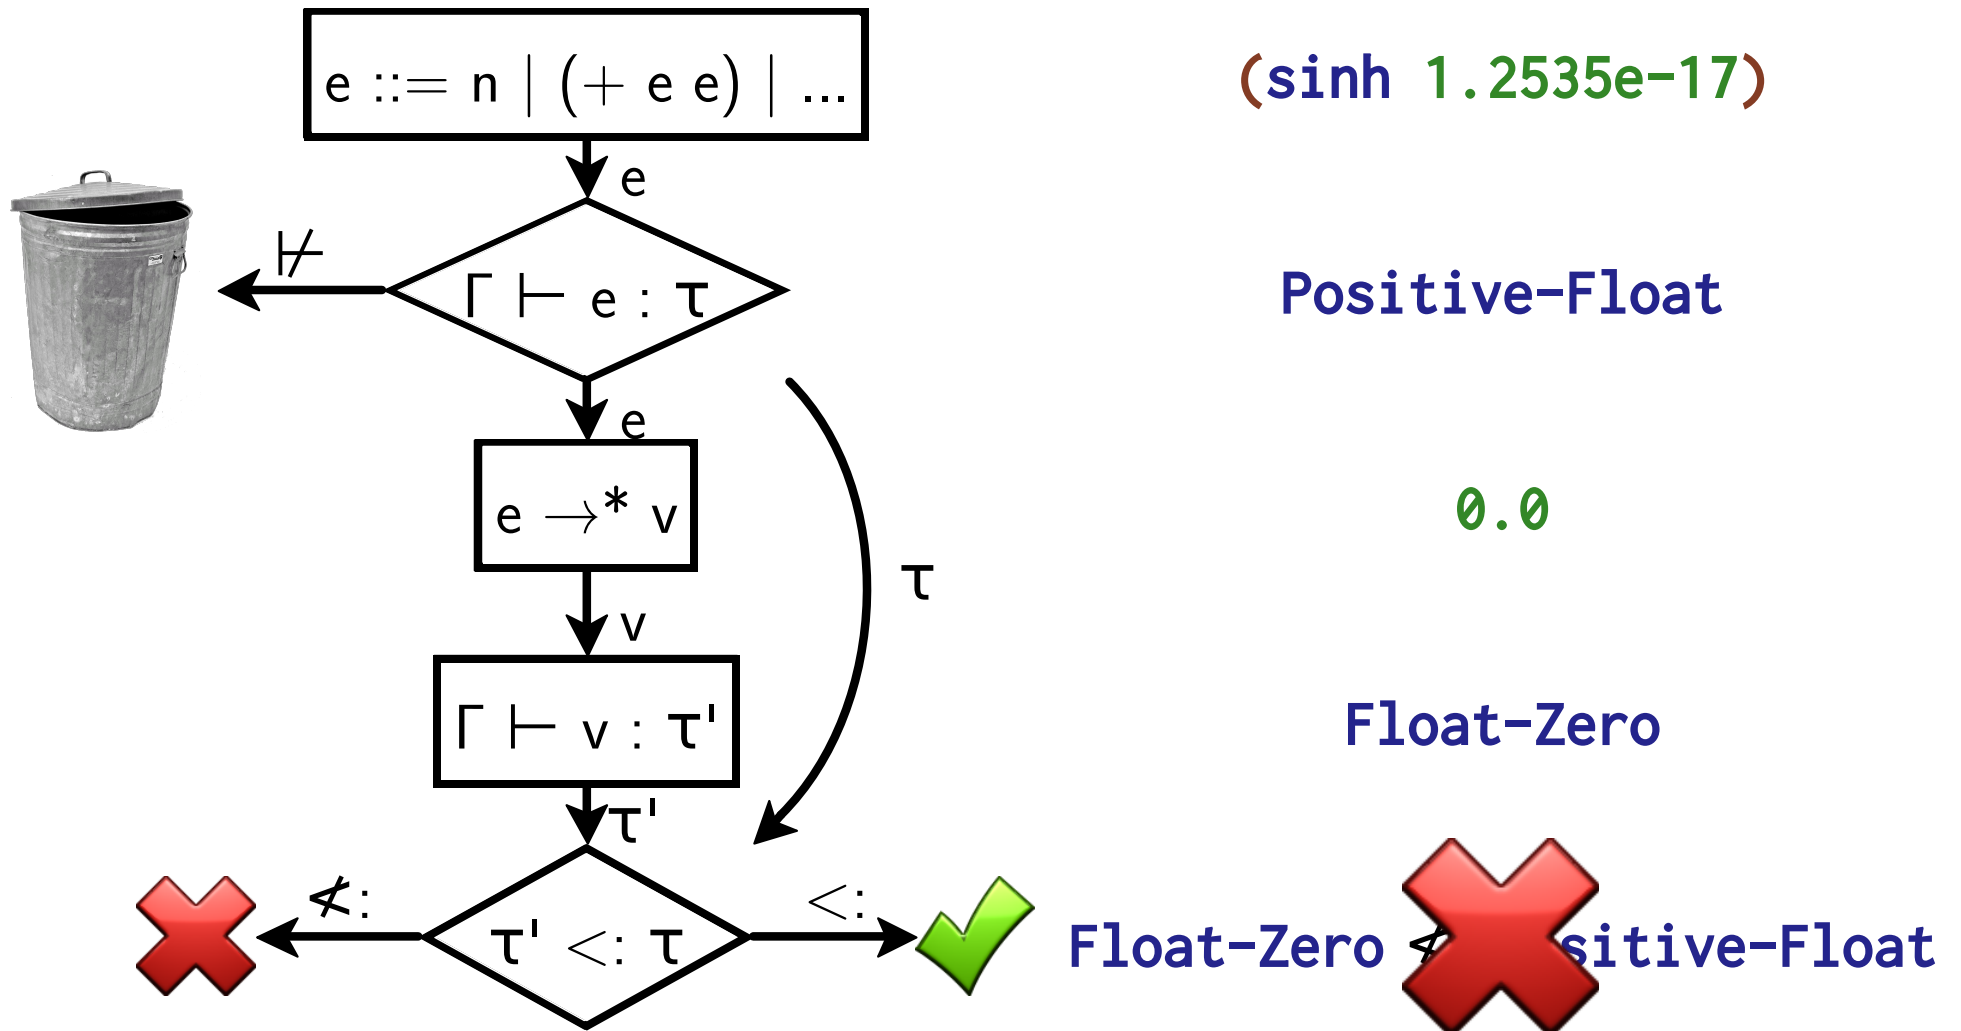 e ::= n | (+ e e) | ...
(sinh 1.2535e-17)
e
⊬
Γ ⊢ e : τ
Positive-Float
e
e →* v
0.0
τ
v
Γ ⊢ v : τ'
Float-Zero
τ'
≮:
<:
τ' <: τ
Float-Zero ≮ sitive-Float